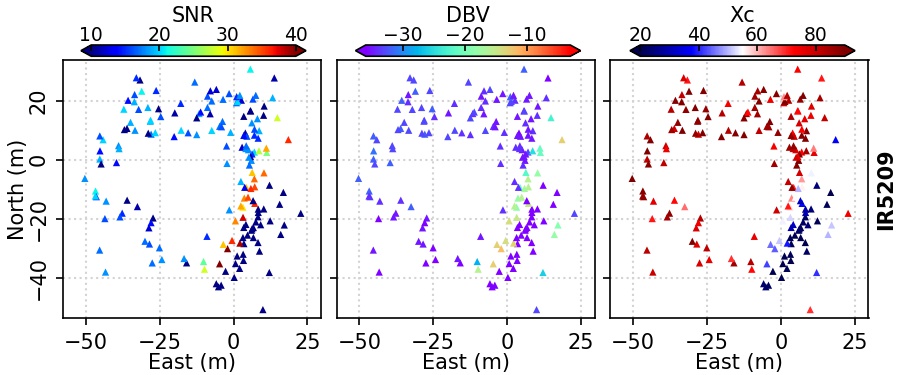 SNR DBV Xc
10 20 30 40 −30 −20 −10 20 40 60 80
North (m)
20
0
−20
−40
−50 −25 0 25 −50 −25 0 25 −50 −25 0 25
East (m) East (m) East (m)
IR5209